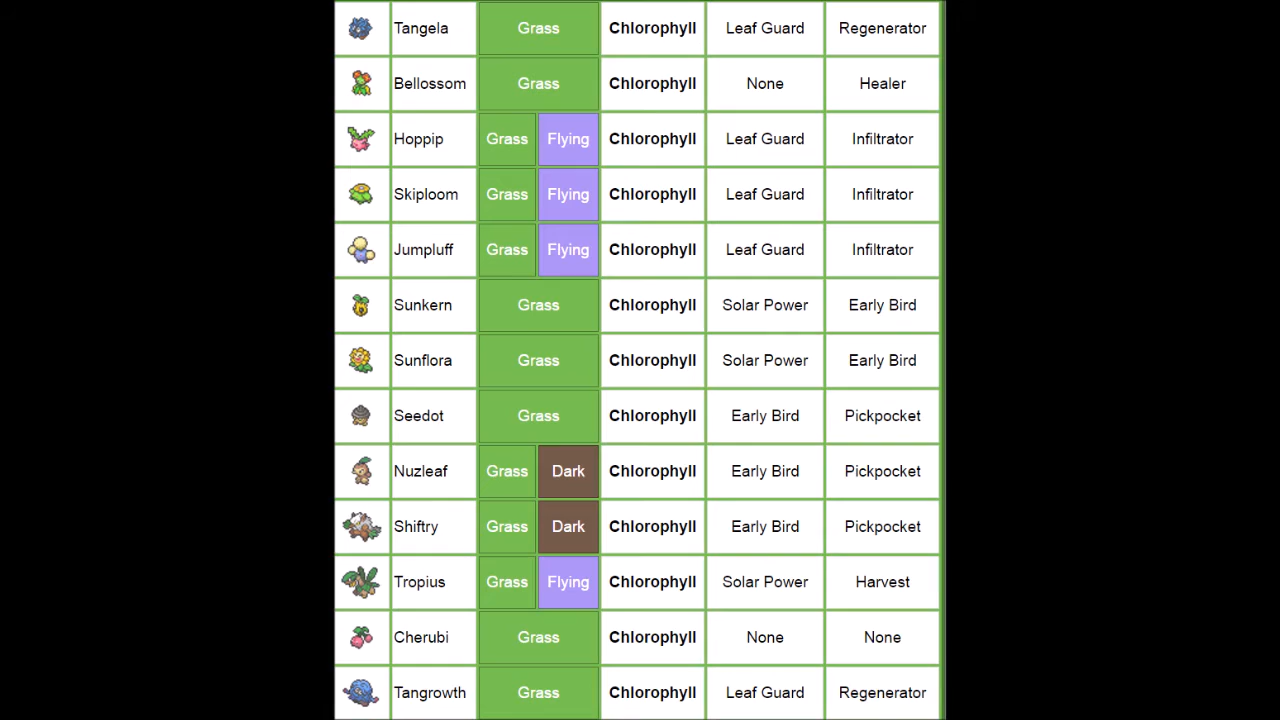 Tangela Grass Chlorophyll Leaf Guard Regenerator
Bellossom Grass Chlorophyll None Healer
Hoppip Grass Flying Chlorophyll Leaf Guard Infiltrator
Skiploom Grass Flying Chlorophyll Leaf Guard Infiltrator
Jumpluff Grass Flying Chlorophyll Leaf Guard Infiltrator
Sunkern Grass Chlorophyll Solar Power Early Bird
Sunflora Grass Chlorophyll Solar Power Early Bird
Seedot Grass Chlorophyll Early Bird Pickpocket
Nuzleaf Grass Dark Chlorophyll Early Bird Pickpocket
Shiftry Grass Dark Chlorophyll Early Bird Pickpocket
Tropius Grass Flying Chlorophyll Solar Power Harvest
Cherubi Grass Chlorophyll None None
Tangrowth Grass Chlorophyll Leaf Guard Regenerator